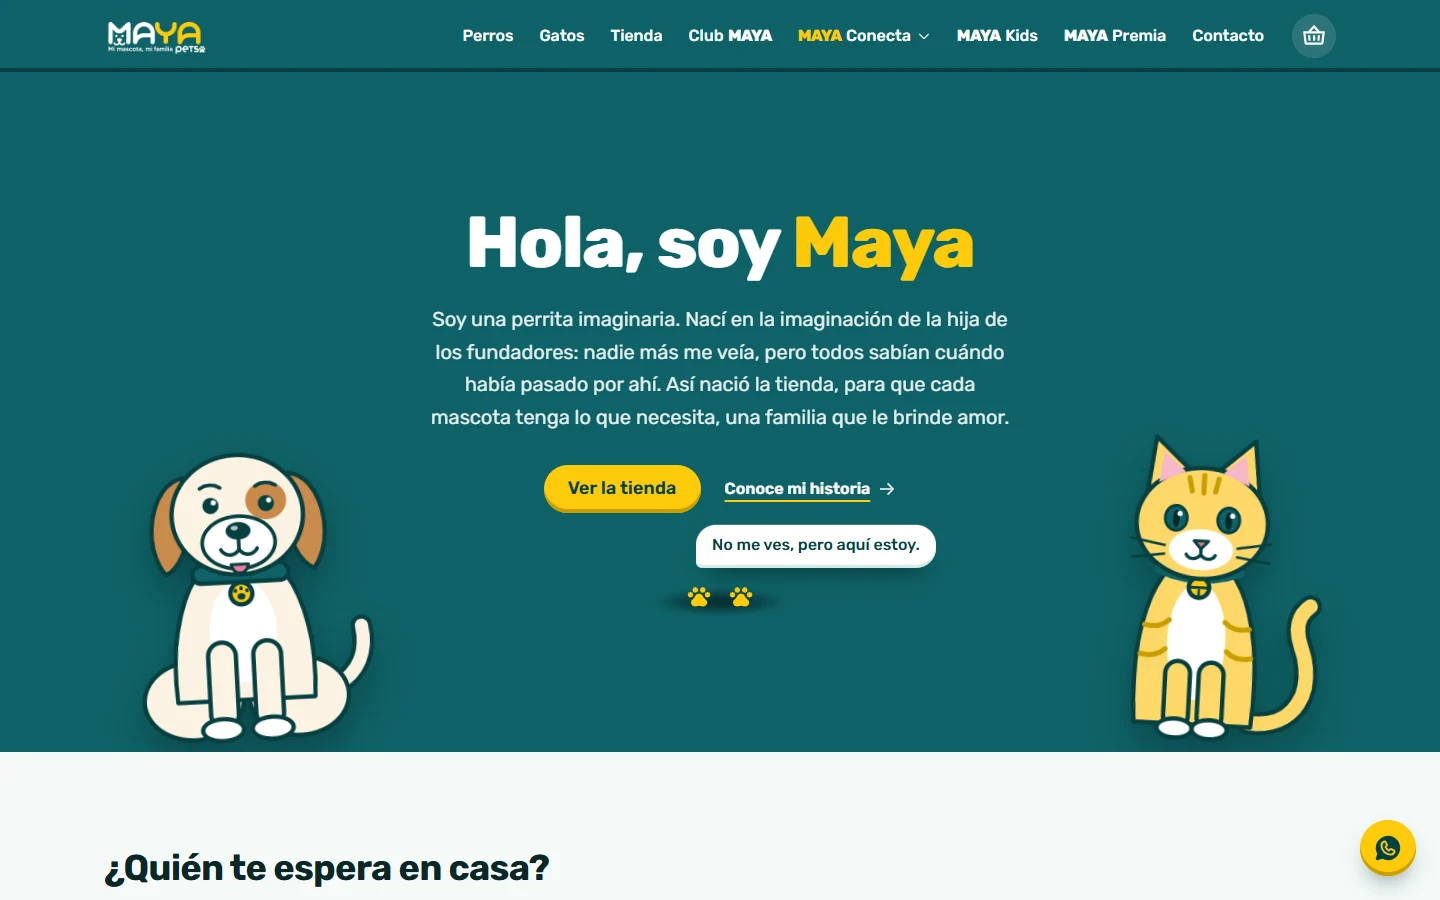 MAYA
Mi mascota, mi familia pets
Perros
Gatos
Tienda
Club MAYA
MAYA Conecta
MAYA Kids
MAYA Premia
Contacto
Hola, soy Maya
Soy una perrita imaginaria. Nací en la imaginación de la hija de
los fundadores: nadie más me veía, pero todos sabían cuándo
había pasado por ahí. Así nació la tienda, para que cada
mascota tenga lo que necesita, una familia que le brinde amor.
Ver la tienda
Conoce mi historia
No me ves, pero aquí estoy.
¿Quién te espera en casa?